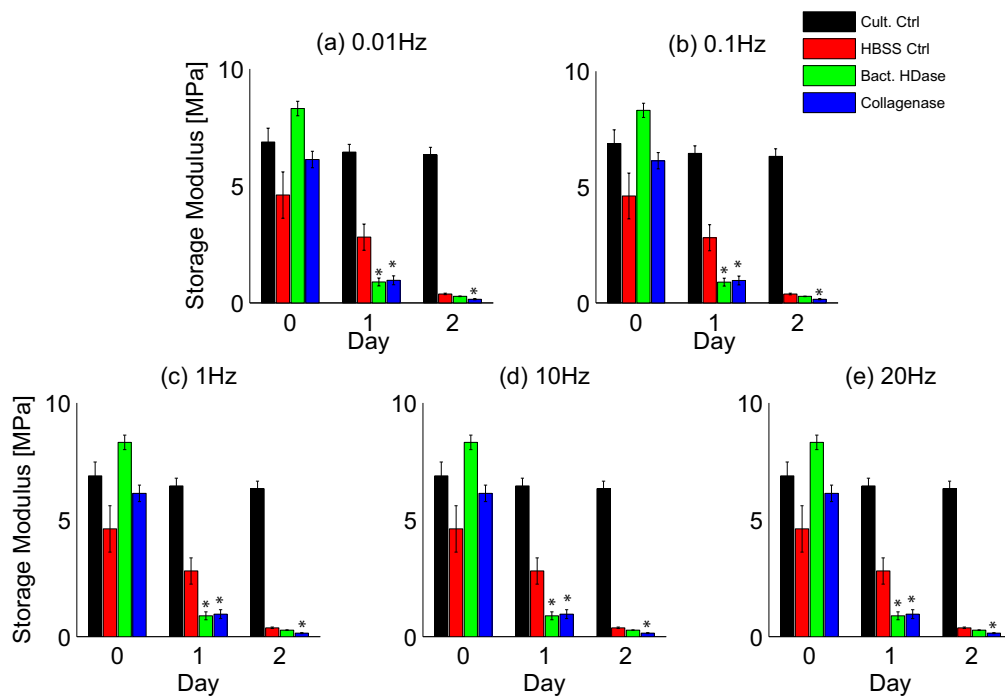 Cult. Ctrl
HBSS Ctrl
Bact. HDase
Collagenase
(a) 0.01Hz
(b) 0.1Hz
Storage Modulus [MPa]
10
5
0
* *
*
0 1 2
Day
10
5
0
* *
*
0 1 2
Day
(c) 1Hz
(d) 10Hz
(e) 20Hz
Storage Modulus [MPa]
10
5
0
* *
*
0 1 2
Day
10
5
0
* *
*
0 1 2
Day
10
5
0
* *
*
0 1 2
Day